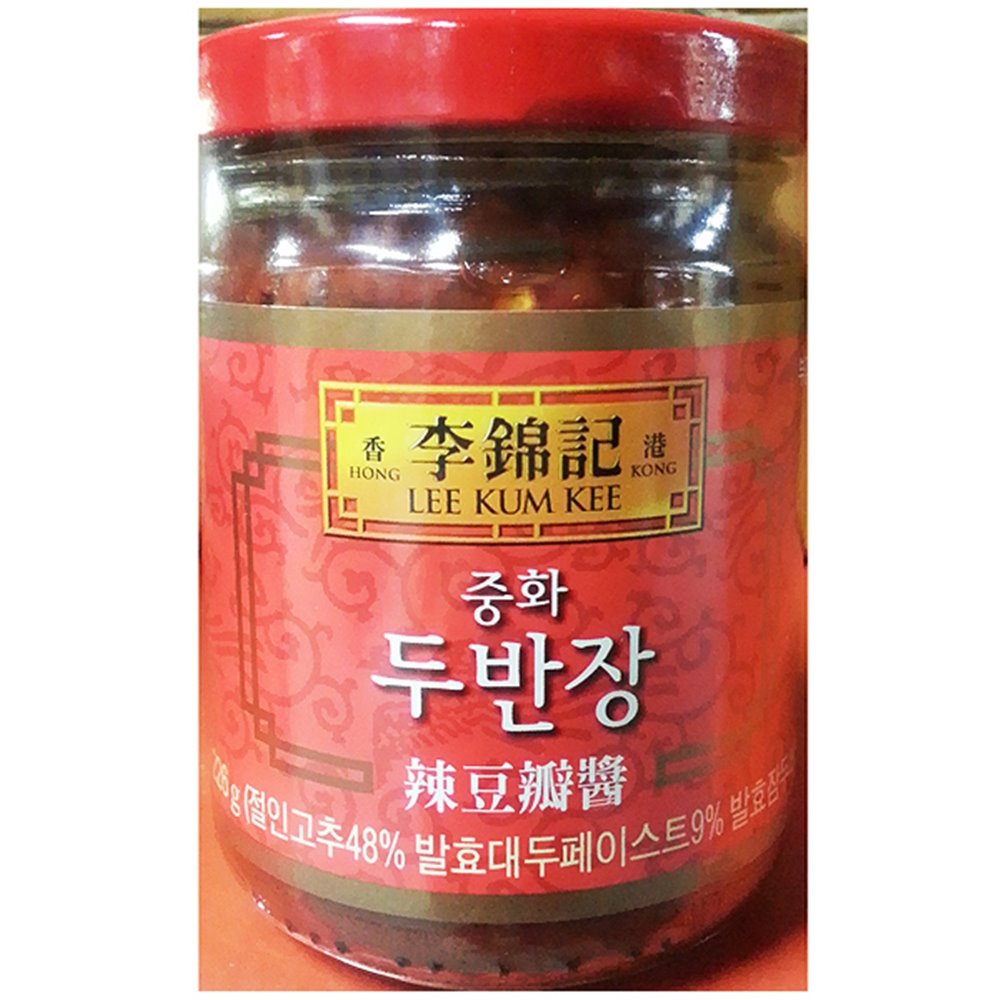 香 李錦記 港
HONG LEE KUM KEE KONG
중화
두반장
辣豆瓣醬
226g (절인고추48% 발효대두페이스트9% 발효잠두